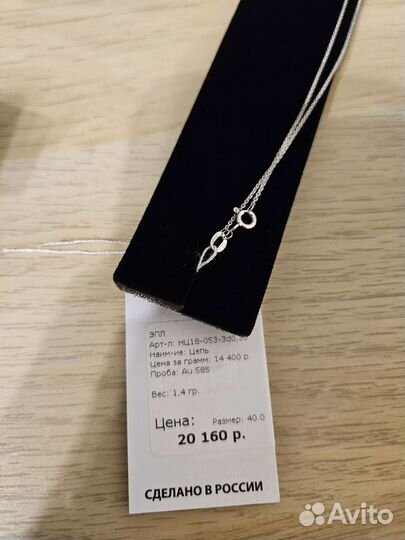 ЭПЛ
Арт-л: НЦ18-053-3d0,30
Наим-ие: Цепь
Цена за грамм: 14 400 р.
Проба: Au 585
Вес: 1,4 гр.
Цена: Размер: 40.0
20 160 р.
СДЕЛАНО В РОССИИ
Avito